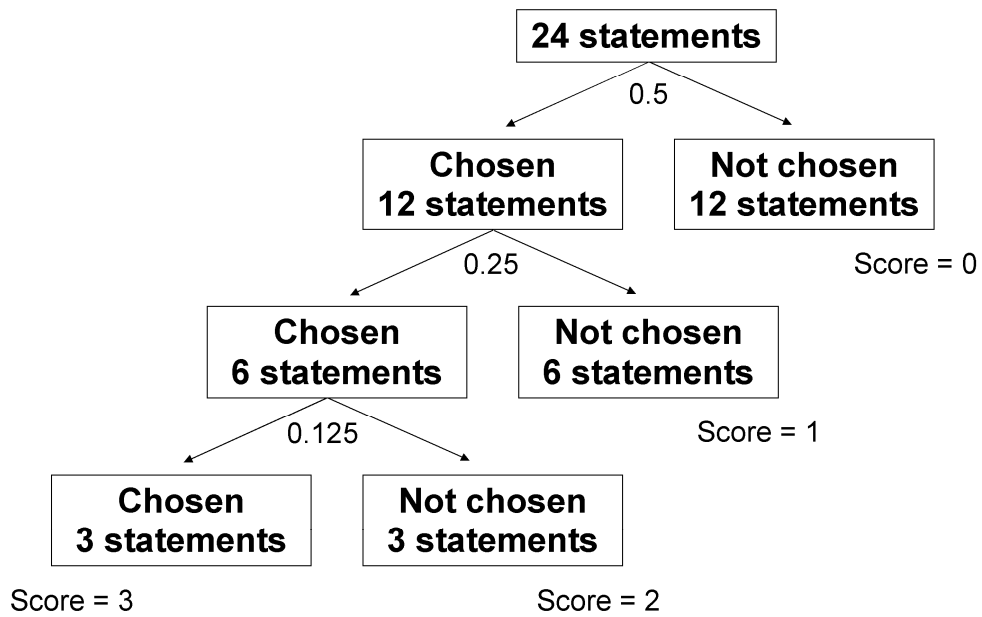 24 statements
0.5
Chosen
12 statements
Not chosen
12 statements
Score = 0
0.25
Chosen
6 statements
Not chosen
6 statements
Score = 1
0.125
Chosen
3 statements
Not chosen
3 statements
Score = 3
Score = 2